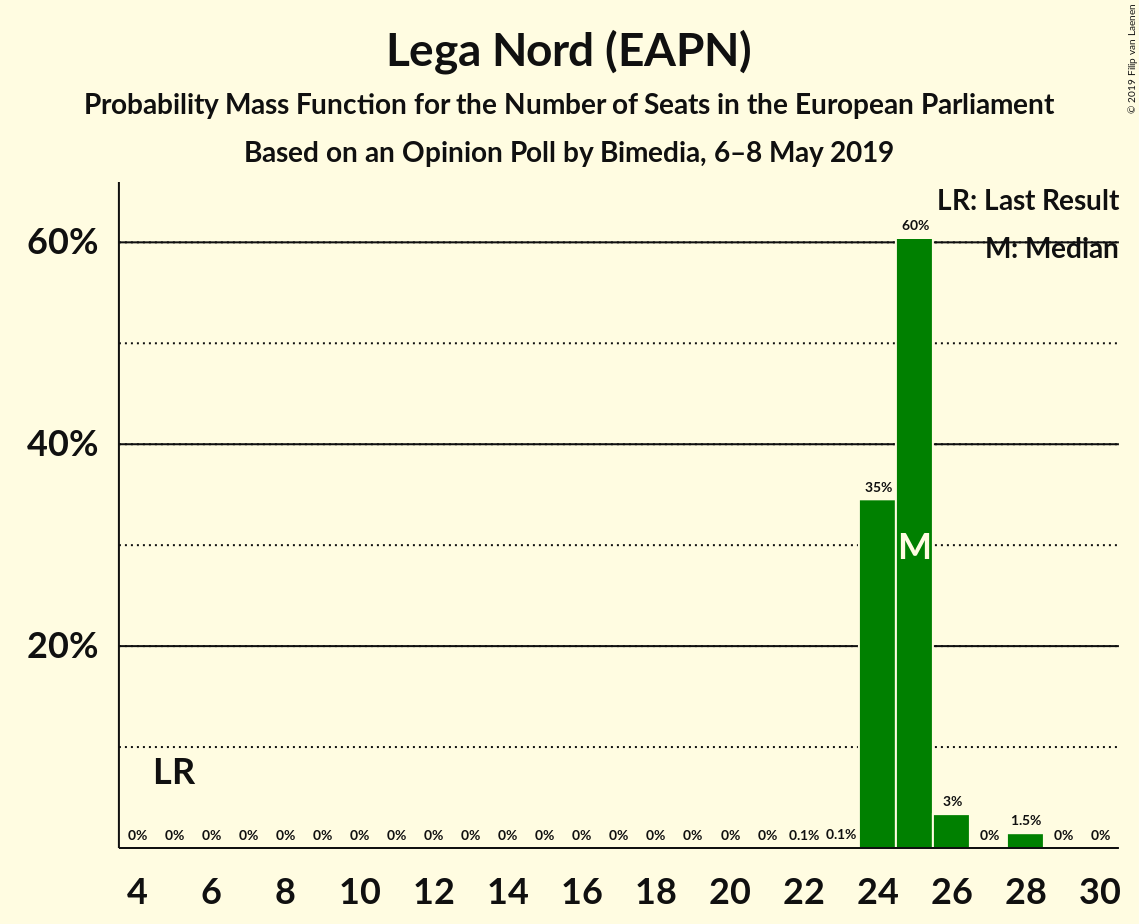 Lega Nord (EAPN)
Probability Mass Function for the Number of Seats in the European Parliament
Based on an Opinion Poll by Bimedia, 6–8 May 2019
© 2019 Filip van Laenen
LR: Last Result
M: Median
60%
40%
20%
60%
35%
M
LR
3%
1.5%
0% 0% 0% 0% 0% 0% 0% 0% 0% 0% 0% 0% 0% 0% 0% 0% 0% 0% 0.1% 0.1% 0% 0% 0%
4 6 8 10 12 14 16 18 20 22 24 26 28 30